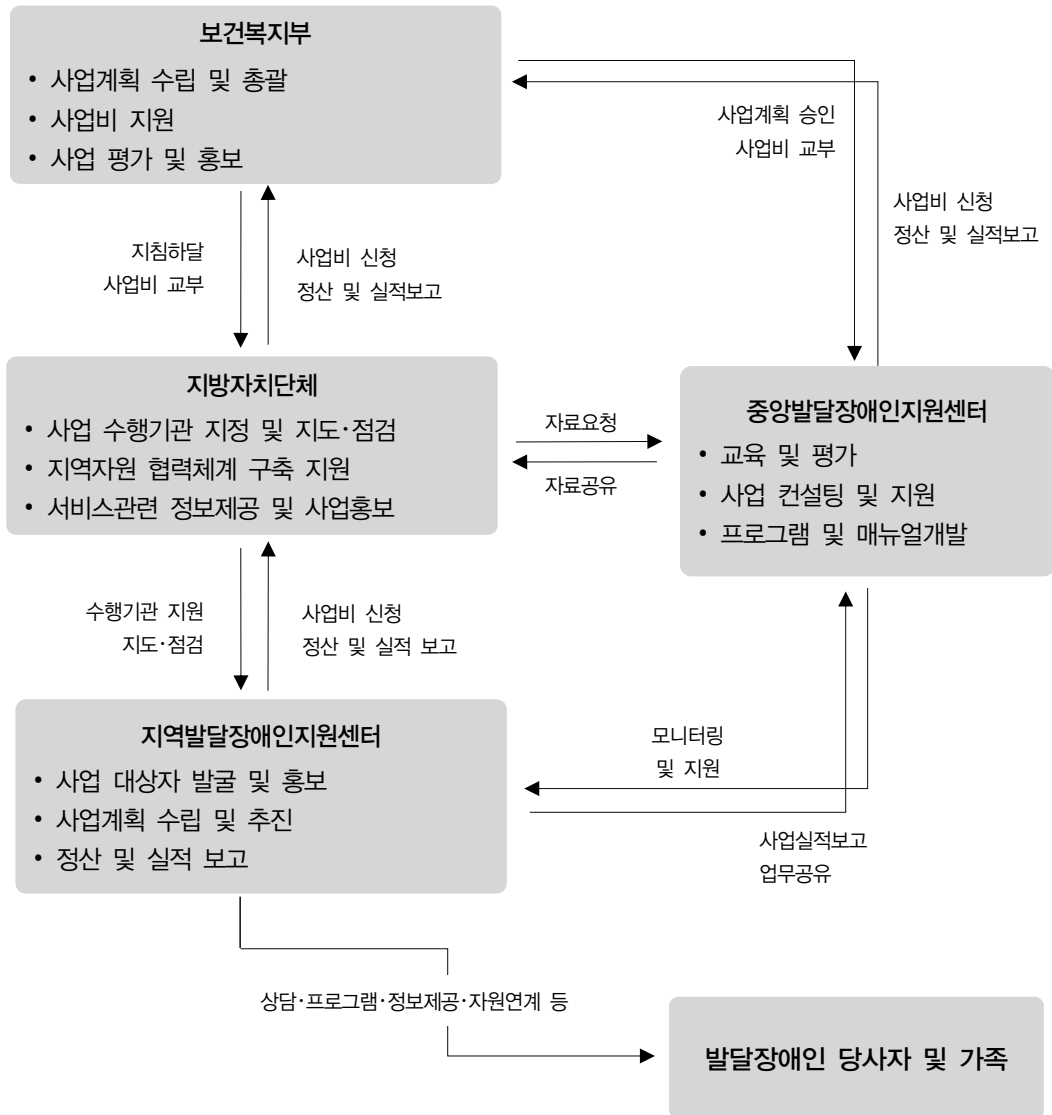 보건복지부
• 사업계획 수립 및 총괄
• 사업비 지원
• 사업 평가 및 홍보
사업계획 승인
사업비 교부
사업비 신청
정산 및 실적보고
지침하달
사업비 교부
사업비 신청
정산 및 실적보고
지방자치단체
• 사업 수행기관 지정 및 지도·점검
• 지역자원 협력체계 구축 지원
• 서비스관련 정보제공 및 사업홍보
자료요청
자료공유
중앙발달장애인지원센터
• 교육 및 평가
• 사업 컨설팅 및 지원
• 프로그램 및 매뉴얼개발
수행기관 지원
지도·점검
사업비 신청
정산 및 실적 보고
지역발달장애인지원센터
• 사업 대상자 발굴 및 홍보
• 사업계획 수립 및 추진
• 정산 및 실적 보고
모니터링
및 지원
사업실적보고
업무공유
상담·프로그램·정보제공·자원연계 등
발달장애인 당사자 및 가족